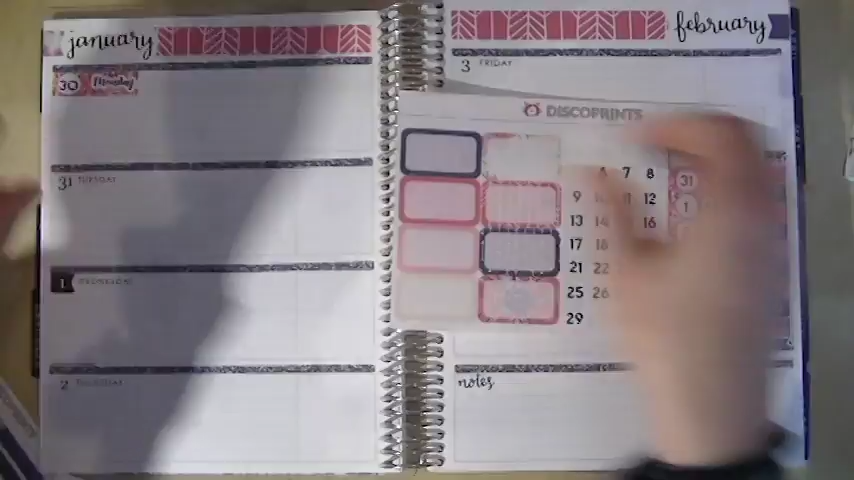 january
february
30 Monday
3 FRIDAY
DISCOPRINTS
31 TUESDAY
6 7 8
31
9 12
1
13 14 16
17 18
1 WEDNESDAY
21 22
25 26
29
2 THURSDAY
notes